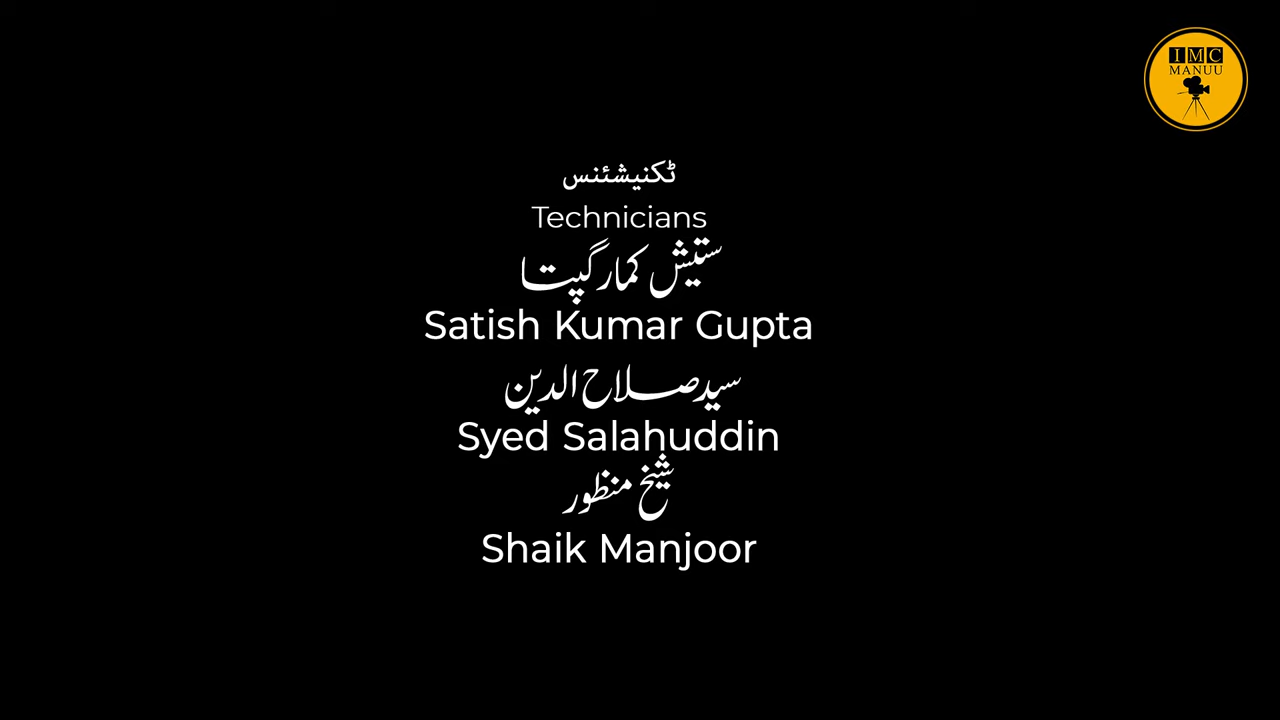 IMC
MANUU
ٹکنیشئنس
Technicians
ستیش کمار گپتا
Satish Kumar Gupta
سید صلاح الدین
Syed Salahuddin
شیخ منظور
Shaik Manjoor